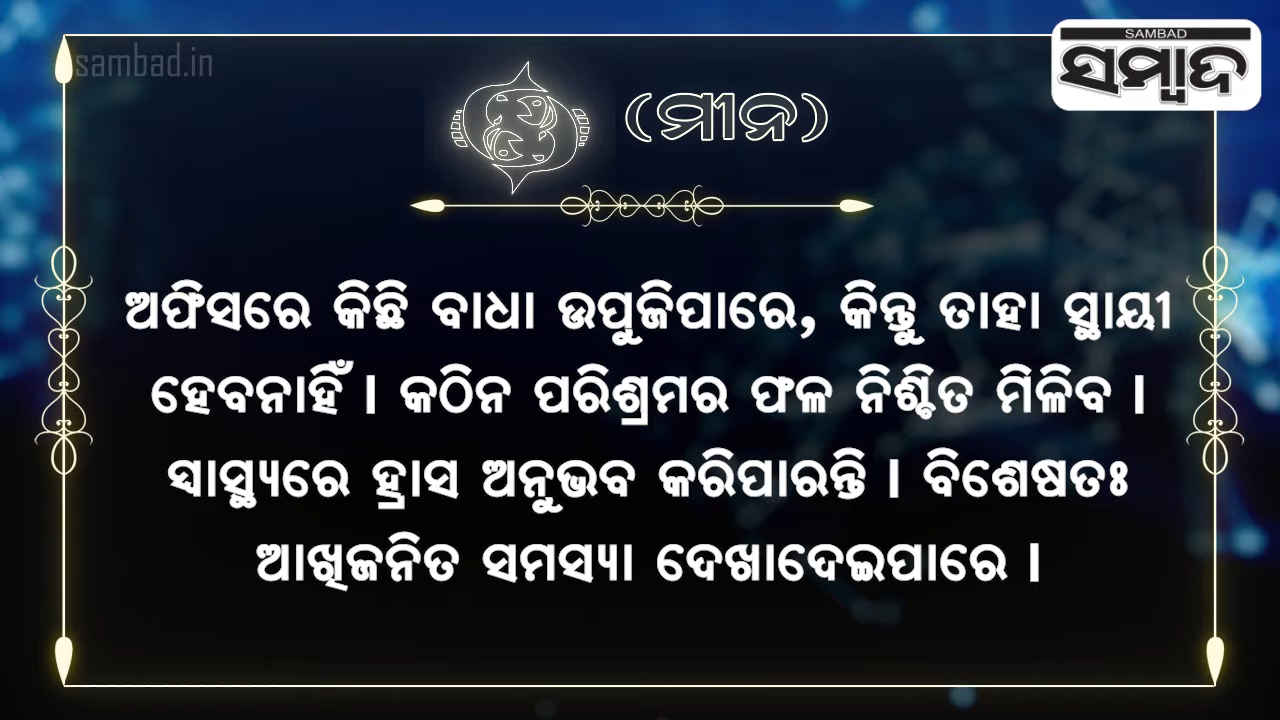 sambad.in
SAMBAD
ସମ୍ବାଦ
(ମୀନ)
ଅଫିସରେ କିଛି ବାଧା ଉପୁଜିପାରେ, କିନ୍ତୁ ତାହା ସ୍ଥାୟୀ
ହେବନାହିଁ । କଠିନ ପରିଶ୍ରମର ଫଳ ନିଶ୍ଚିତ ମିଳିବ ।
ସ୍ୱାସ୍ଥ୍ୟରେ ହ୍ରାସ ଅନୁଭବ କରିପାରନ୍ତି । ବିଶେଷତଃ
ଆଖିଜନିତ ସମସ୍ୟା ଦେଖାଦେଇପାରେ ।